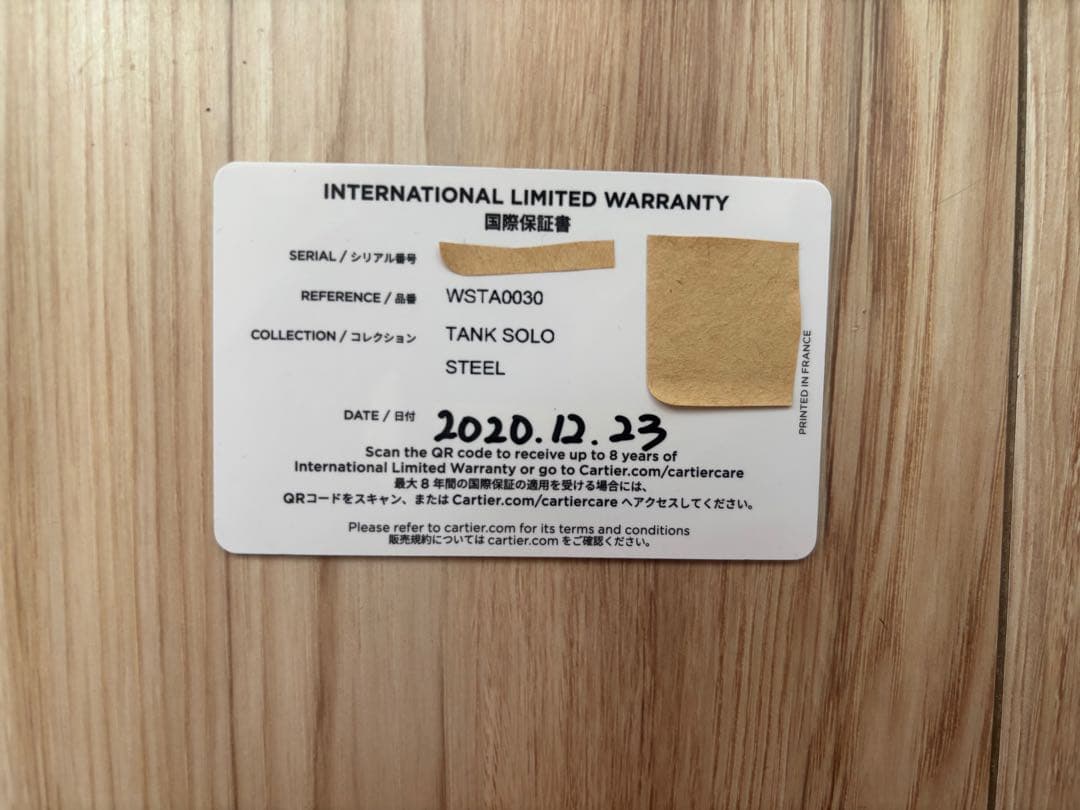 INTERNATIONAL LIMITED WARRANTY
国際保証書
SERIAL / シリアル番号
REFERENCE / 品番 WSTA0030
COLLECTION / コレクション TANK SOLO
STEEL
DATE / 日付 2020.12.23
Scan the QR code to receive up to 8 years of
International Limited Warranty or go to Cartier.com/cartiercare
最大 8 年間の国際保証の適用を受ける場合には、
QRコードをスキャン、または Cartier.com/cartiercare へアクセスしてください。
Please refer to cartier.com for its terms and conditions
販売規約については cartier.com をご確認ください。
PRINTED IN FRANCE